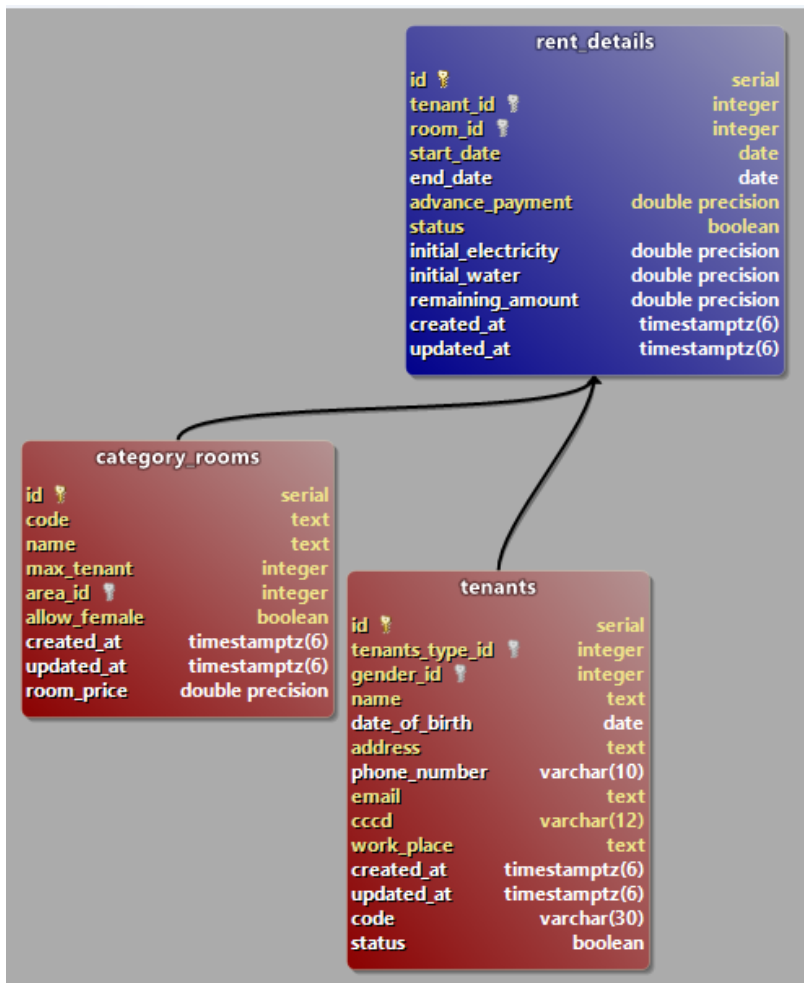 rent_details
id serial
tenant_id integer
room_id integer
start_date date
end_date date
advance_payment double precision
status boolean
initial_electricity double precision
initial_water double precision
remaining_amount double precision
created_at timestamptz(6)
updated_at timestamptz(6)
category_rooms
id serial
code text
name text
max_tenant integer
area_id integer
allow_female boolean
created_at timestamptz(6)
updated_at timestamptz(6)
room_price double precision
tenants
id serial
tenants_type_id integer
gender_id integer
name text
date_of_birth date
address text
phone_number varchar(10)
email text
cccd varchar(12)
work_place text
created_at timestamptz(6)
updated_at timestamptz(6)
code varchar(30)
status boolean